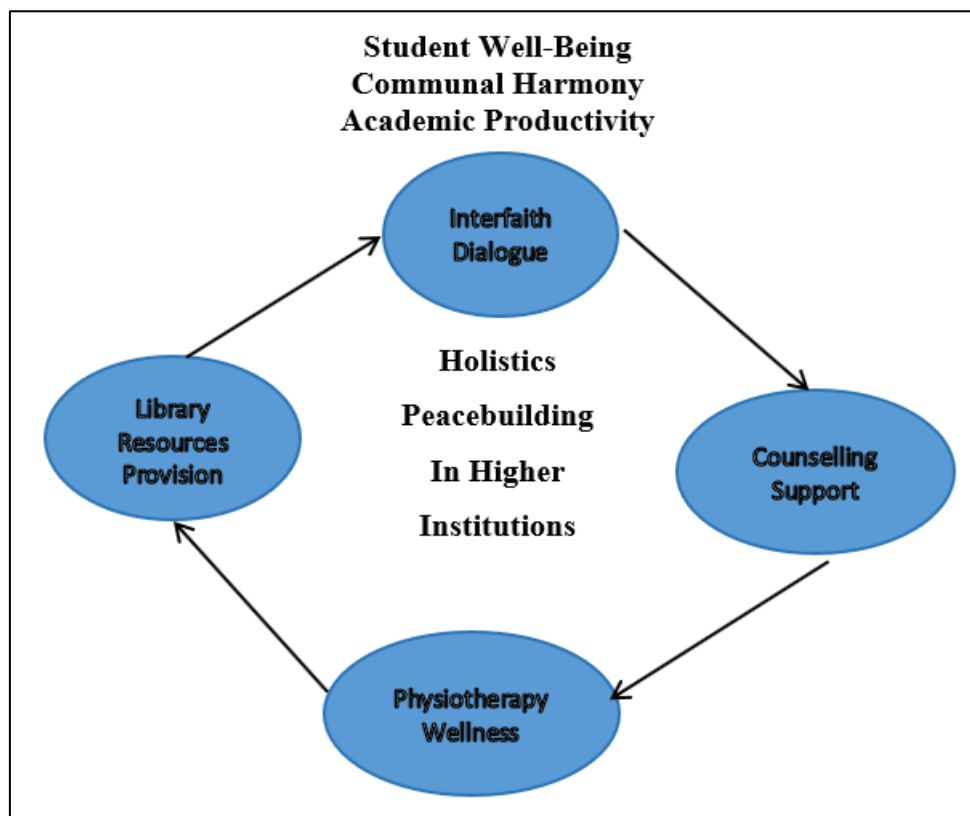 Student Well-Being
Communal Harmony
Academic Productivity
Interfaith
Dialogue
Holistics
Peacebuilding
In Higher
Institutions
Library
Resources
Provision
Counselling
Support
Physiotherapy
Wellness